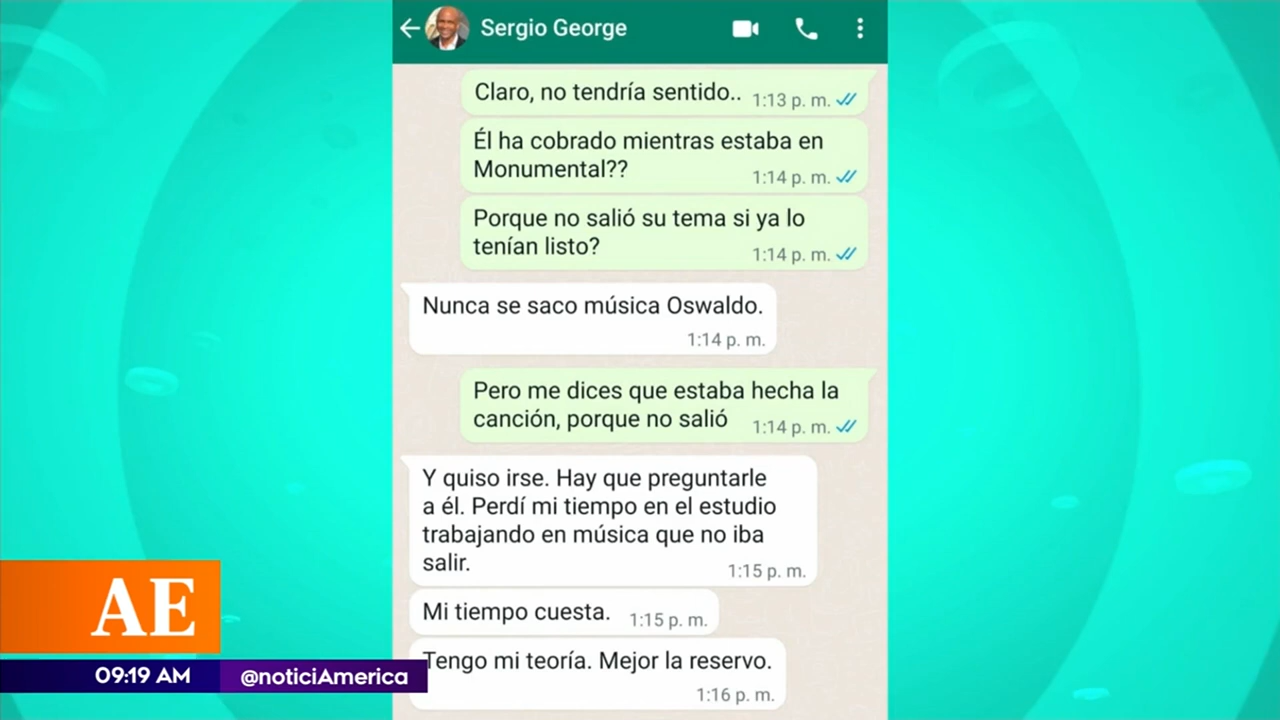 Sergio George
Claro, no tendría sentido..
1:13 p. m.
Él ha cobrado mientras estaba en
Monumental??
1:14 p. m.
Porque no salió su tema si ya lo
tenían listo?
1:14 p. m.
Nunca se saco música Oswaldo.
1:14 p. m.
Pero me dices que estaba hecha la
canción, porque no salió
1:14 p. m.
Y quiso irse. Hay que preguntarle
a él. Perdí mi tiempo en el estudio
trabajando en música que no iba
salir.
1:15 p. m.
Mi tiempo cuesta.
1:15 p. m.
Tengo mi teoría. Mejor la reservo.
1:16 p. m.
AE
09:19 AM
@noticiAmerica